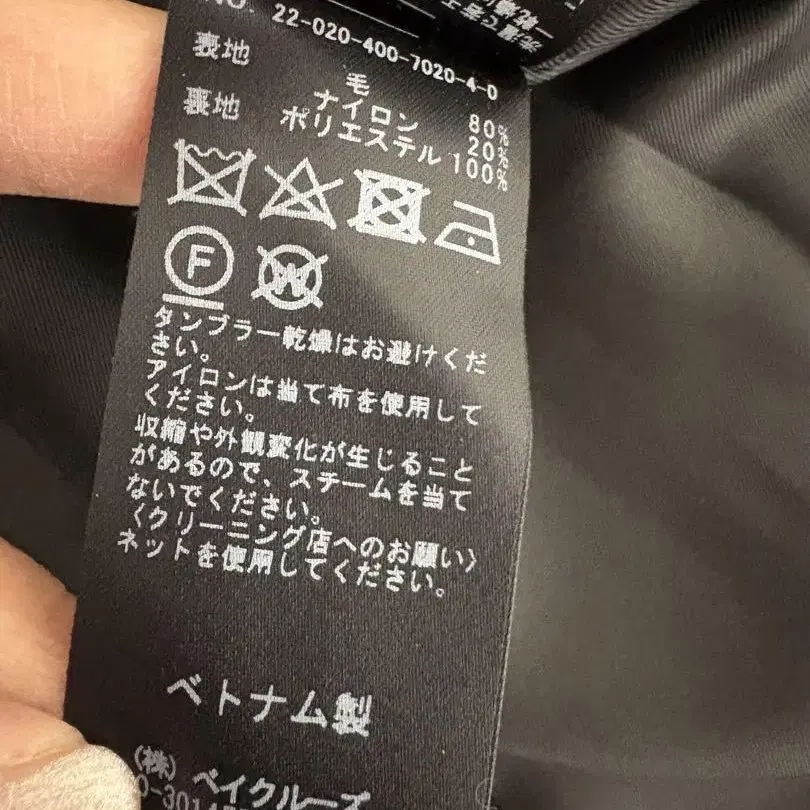 NO. 22-020-400-7020-4-0
表地 毛 80%
ナイロン 20%
裏地 ポリエステル 100%
F
W
タンブラー乾燥はお避けくだ
さい。
アイロンは当て布を使用して
ください。
収縮や外観変化が生じること
があるので、スチームを当て
ないでください。
〈クリーニング店へのお願い〉
ネットを使用してください。
ベトナム製
(株) ベイクルーズ